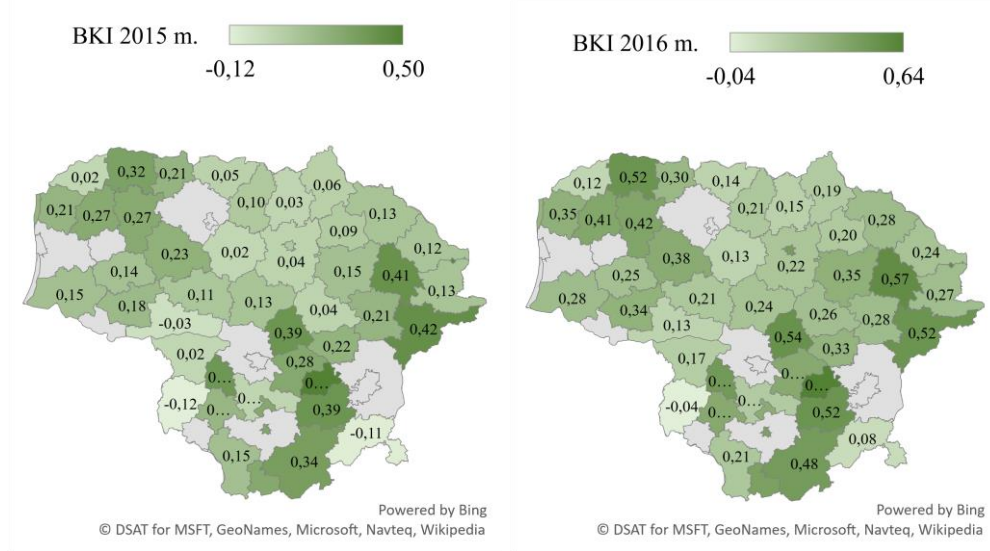 BKI 2015 m.
-0,12 0,50
0,02 0,32 0,21 0,05
0,06
0,10 0,03
0,21 0,27 0,27 0,13
0,09
0,23 0,02 0,04 0,12
0,14 0,15 0,41
0,15 0,18 0,11 0,13 0,04 0,21 0,13
-0,03 0,39 0,42
0,02 0,28 0,22
0... 0...
-0,12 0... 0... 0,39
-0,11
0,15 0,34
Powered by Bing
© DSAT for MSFT, GeoNames, Microsoft, Navteq, Wikipedia
BKI 2016 m.
-0,04 0,64
0,12 0,52 0,30 0,14
0,19
0,21 0,15
0,35 0,41 0,42 0,28
0,20
0,38 0,13 0,22 0,24
0,25 0,35 0,57
0,28 0,34 0,21 0,24 0,26 0,28 0,27
0,13 0,54 0,52
0,17 0... 0,33
0... 0...
-0,04 0... 0... 0,52
0,08
0,21 0,48
Powered by Bing
© DSAT for MSFT, GeoNames, Microsoft, Navteq, Wikipedia